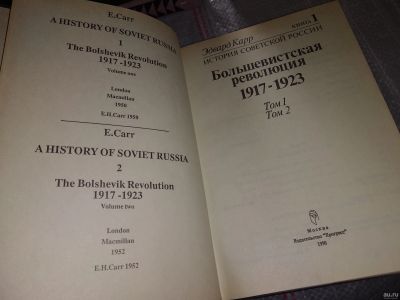 E.Carr
A HISTORY OF SOVIET RUSSIA
1
The Bolshevik Revolution
1917 -1923
Volume one
London
Macmillan
1950
E.H.Carr 1950
E.Carr
A HISTORY OF SOVIET RUSSIA
2
The Bolshevik Revolution
1917 -1923
Volume two
London
Macmillan
1952
E.H.Carr 1952
КНИГА 1
Эдвард Карр
ИСТОРИЯ СОВЕТСКОЙ РОССИИ
Большевистская
революция
1917-1923
Том 1
Том 2
Москва
Издательство "Прогресс"
1990
au.ru